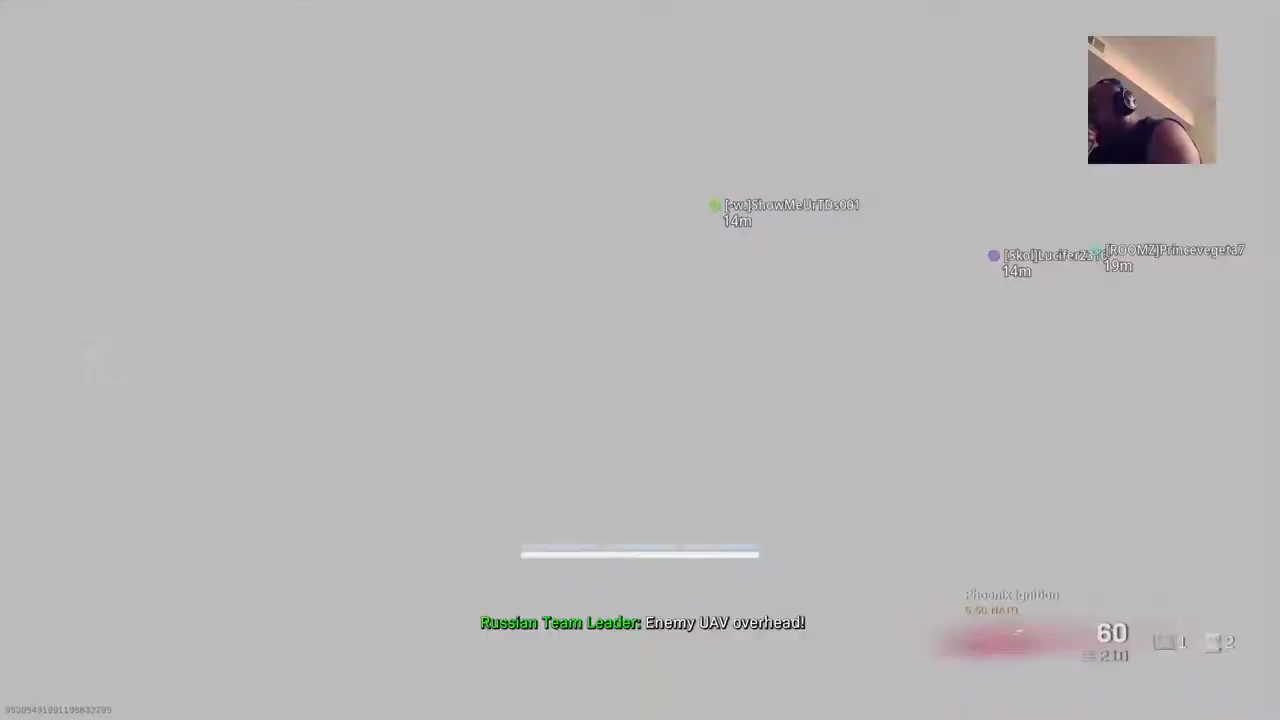 [-w.]ShowMeUrTDs001
14m
[Skol]Lucifer2316
14m
[ROOMZ]Princevegeta7
19m
Russian Team Leader: Enemy UAV overhead!
Phoenix Ignition
60
210
1
2